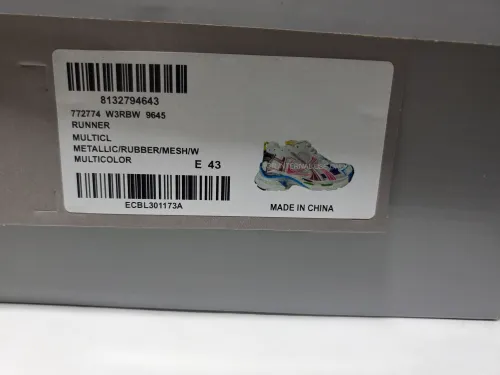 8132794643
772774 W3RBW 9645
RUNNER
MULTICL
METALLIC/RUBBER/MESH/W
MULTICOLOR
E 43
ECBL301173A
MADE IN CHINA